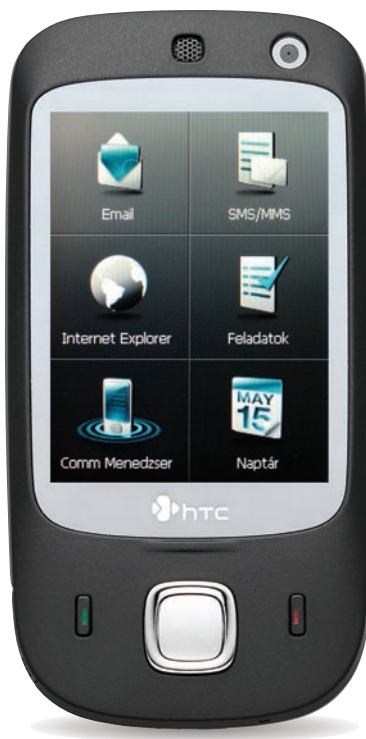 Email
SMS/MMS
Internet Explorer
Feladatok
Comm Menedzser
MAY
15
Naptár
hTC